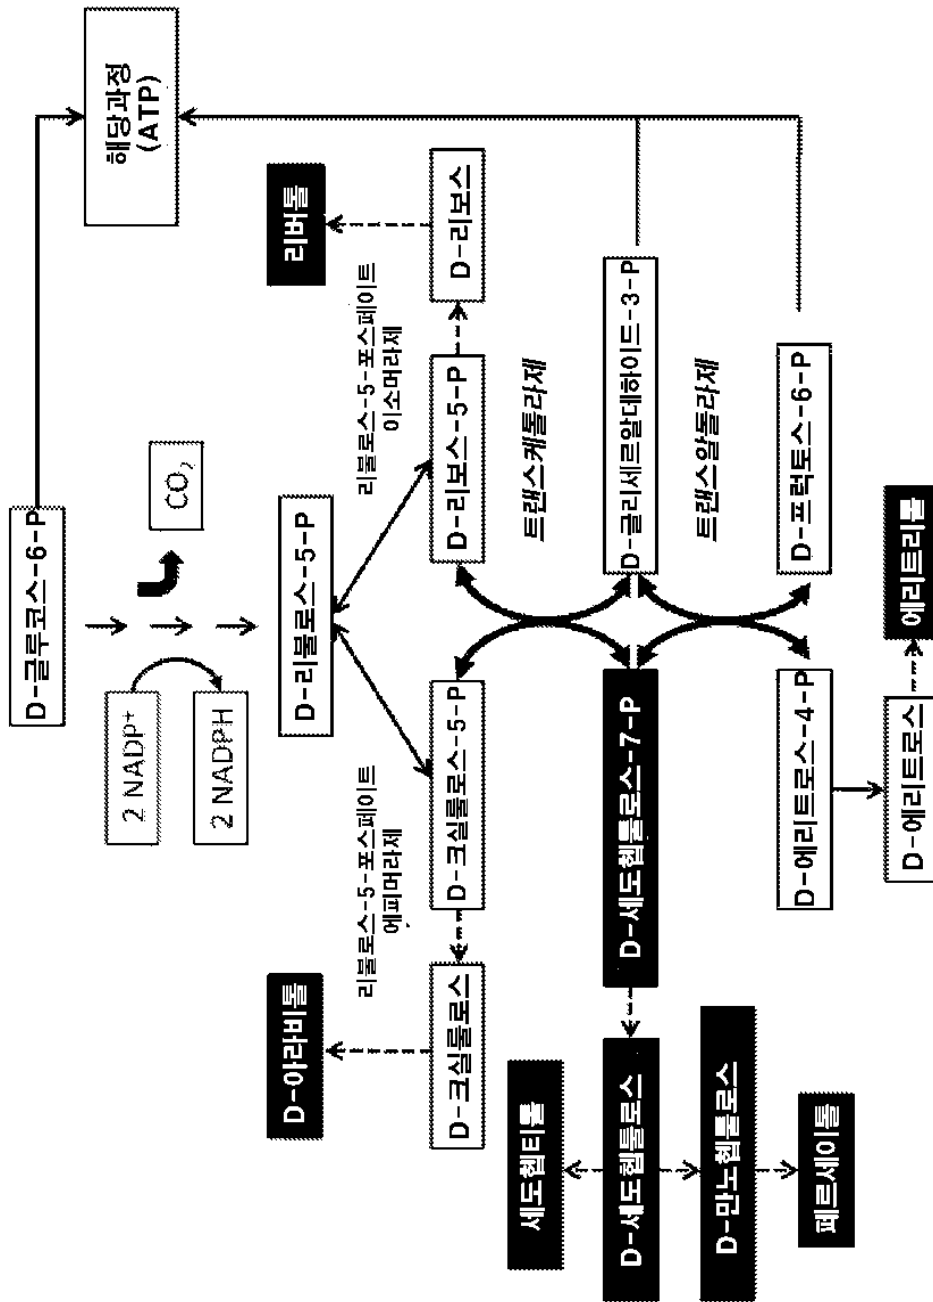 D-글루코스-6-P
해당과정
(ATP)
2 NADP+
2 NADPH
CO₂
D-리불로스-5-P
D-아라비톨
리버톨
리불로스-5-포스페이트
에피머라제
리불로스-5-포스페이트
이소머라제
D-크실룰로스
D-크실룰로스-5-P
D-리보스-5-P
D-리보스
트랜스케톨라제
세도헵티톨
D-세도헵툴로스
D-세도헵툴로스-7-P
D-글리세르알데하이드-3-P
트랜스알돌라제
D-만노헵툴로스
페르세이톨
D-에리트로스-4-P
D-프럭토스-6-P
D-에리트로스
에리트리톨